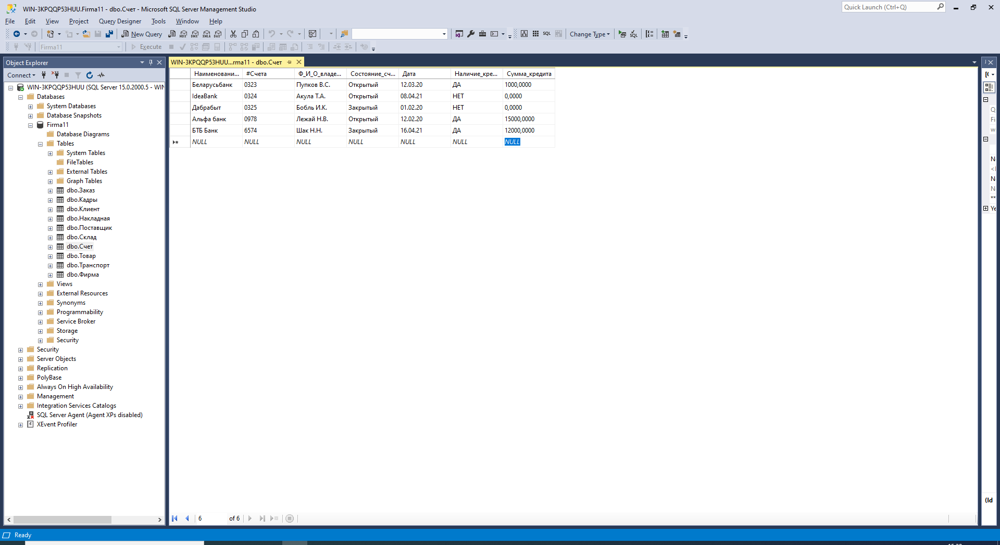 WIN-3KPQQP53HUU.Firma11 - dbo.Счет - Microsoft SQL Server Management Studio
Quick Launch (Ctrl+Q)
File Edit View Project Query Designer Tools Window Help
New Query MDX DMX XMLA DAX SQL Change Type SQL
Firma11 Execute
Object Explorer
Connect
WIN-3KPQQP53HUU (SQL Server 15.0.2000.5 - WIN
Databases
System Databases
Database Snapshots
Firma11
Database Diagrams
Tables
System Tables
FileTables
External Tables
Graph Tables
dbo.Заказ
dbo.Кадры
dbo.Клиент
dbo.Накладная
dbo.Поставщик
dbo.Склад
dbo.Счет
dbo.Товар
dbo.Транспорт
dbo.Фирма
Views
External Resources
Synonyms
Programmability
Service Broker
Storage
Security
Security
Server Objects
Replication
PolyBase
Always On High Availability
Management
Integration Services Catalogs
SQL Server Agent (Agent XPs disabled)
XEvent Profiler
WIN-3KPQQP53HUU...rma11 - dbo.Счет
Наименовани... #Счета Ф_И_О_владе... Состояние_сч... Дата Наличие_кре... Сумма_кредита
Беларусьбанк 0323 Пупков В.С. Открытый 12.03.20 ДА 1000,0000
IdeaBank 0324 Акула Т.А. Открытый 08.04.21 НЕТ 0,0000
Дабрабыт 0325 Бобль И.К. Закрытый 01.02.20 НЕТ 0,0000
Альфа банк 0978 Лежай Н.В. Открытый 12.02.20 ДА 15000,0000
БТБ Банк 6574 Шак Н.Н. Закрытый 16.04.21 ДА 12000,0000
NULL NULL NULL NULL NULL NULL NULL
6 of 6
Q
Fi
w
N
<I
N
N
**
Ye
(Id
Ready